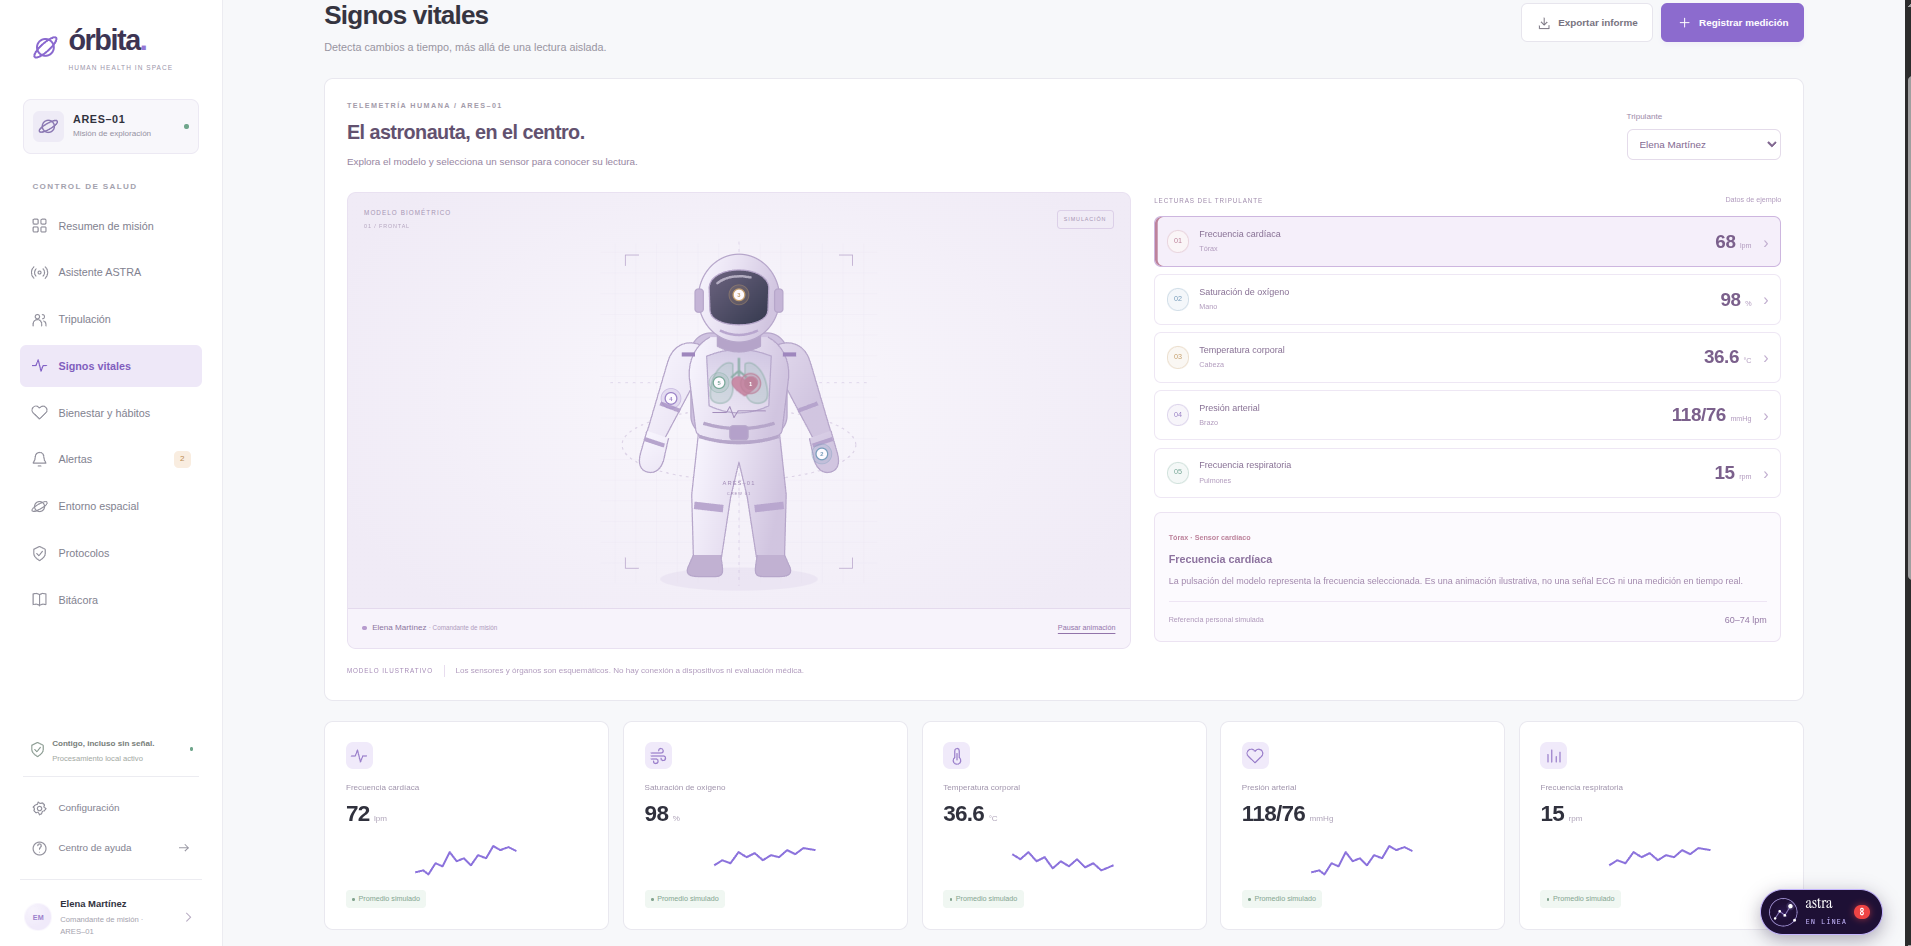 órbita.
HUMAN HEALTH IN SPACE
ARES–01
Misión de exploración
CONTROL DE SALUD
Resumen de misión
Asistente ASTRA
Tripulación
Signos vitales
Bienestar y hábitos
Alertas
2
Entorno espacial
Protocolos
Bitácora
Contigo, incluso sin señal.
Procesamiento local activo
Configuración
Centro de ayuda
EM
Elena Martínez
Comandante de misión ·
ARES–01
Signos vitales
Detecta cambios a tiempo, más allá de una lectura aislada.
Exportar informe
Registrar medición
TELEMETRÍA HUMANA / ARES–01
El astronauta, en el centro.
Explora el modelo y selecciona un sensor para conocer su lectura.
Tripulante
Elena Martínez
MODELO BIOMÉTRICO
01 / FRONTAL
SIMULACIÓN
3
5
1
4
2
ARES–01
CREW 01
Elena Martínez · Comandante de misión
Pausar animación
MODELO ILUSTRATIVO
Los sensores y órganos son esquemáticos. No hay conexión a dispositivos ni evaluación médica.
LECTURAS DEL TRIPULANTE
Datos de ejemplo
01
Frecuencia cardíaca
Tórax
68 lpm
02
Saturación de oxígeno
Mano
98 %
03
Temperatura corporal
Cabeza
36.6 °C
04
Presión arterial
Brazo
118/76 mmHg
05
Frecuencia respiratoria
Pulmones
15 rpm
Tórax · Sensor cardíaco
Frecuencia cardíaca
La pulsación del modelo representa la frecuencia seleccionada. Es una animación ilustrativa, no una señal ECG ni una medición en tiempo real.
Referencia personal simulada
60–74 lpm
Frecuencia cardíaca
72 lpm
Promedio simulado
Saturación de oxígeno
98 %
Promedio simulado
Temperatura corporal
36.6 °C
Promedio simulado
Presión arterial
118/76 mmHg
Promedio simulado
Frecuencia respiratoria
15 rpm
Promedio simulado
astra
EN LÍNEA
8